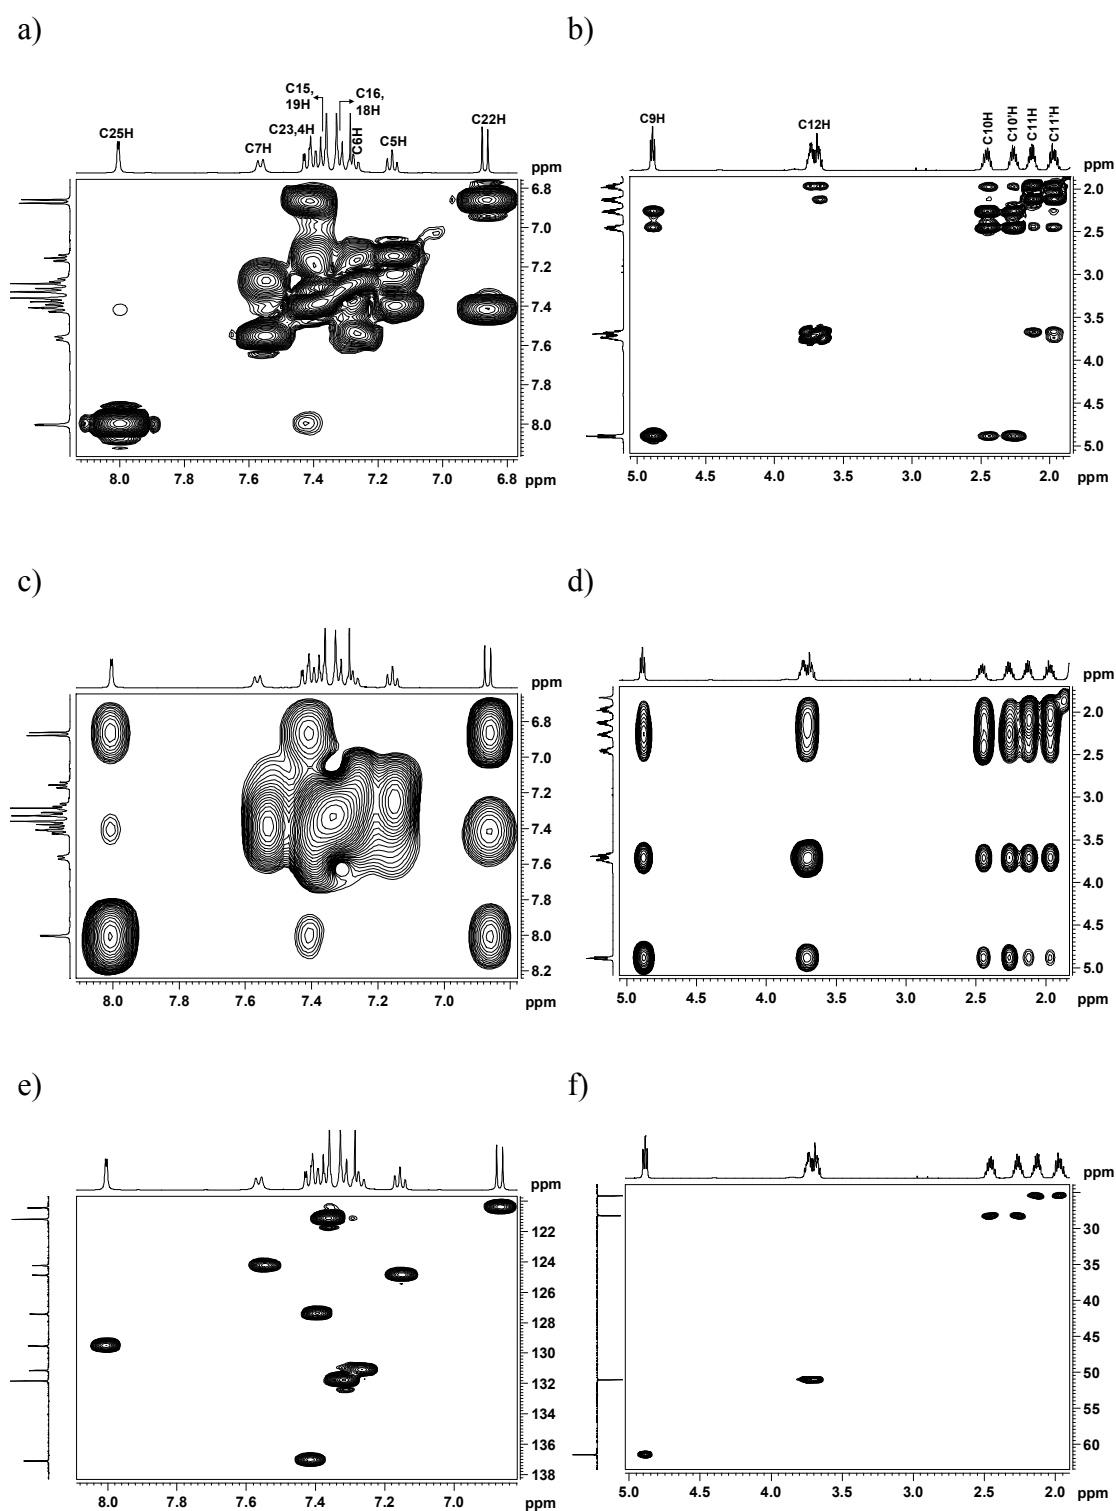 a)
C25H
C7H
C23,4H
C15,
19H
C16,
18H
C6H
C5H
C22H
ppm
6.8
7.0
7.2
7.4
7.6
7.8
8.0
8.0 7.8 7.6 7.4 7.2 7.0 6.8 ppm
b)
C9H
C12H
C10H
C10'H
C11H
C11'H
ppm
2.0
2.5
3.0
3.5
4.0
4.5
5.0
5.0 4.5 4.0 3.5 3.0 2.5 2.0 ppm
c)
ppm
6.8
7.0
7.2
7.4
7.6
7.8
8.0
8.2
8.0 7.8 7.6 7.4 7.2 7.0 ppm
d)
ppm
2.0
2.5
3.0
3.5
4.0
4.5
5.0
5.0 4.5 4.0 3.5 3.0 2.5 2.0 ppm
e)
ppm
122
124
126
128
130
132
134
136
138
8.0 7.8 7.6 7.4 7.2 7.0 ppm
f)
ppm
30
35
40
45
50
55
60
5.0 4.5 4.0 3.5 3.0 2.5 2.0 ppm